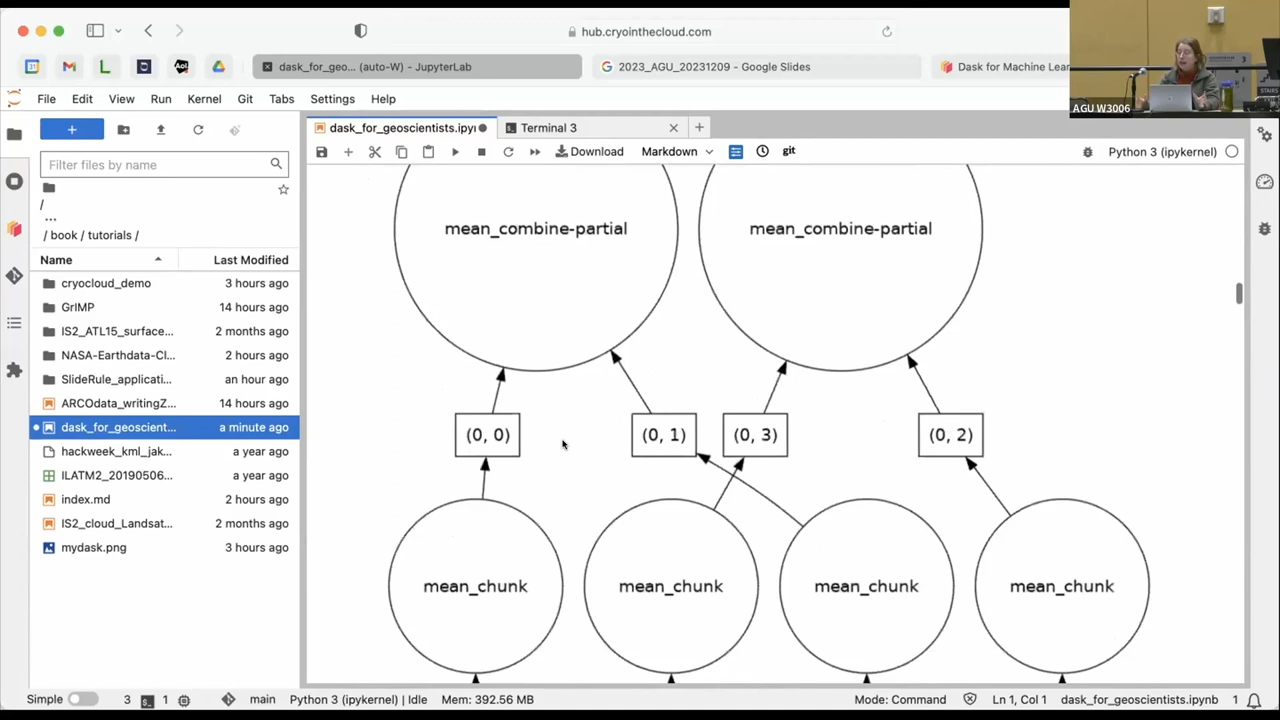 hub.cryointhecloud.com
dask_for_geo... (auto-W) - JupyterLab
2023_AGU_20231209 - Google Slides
Dask for Machine Lear
AGU W3006
File Edit View Run Kernel Git Tabs Settings Help
dask_for_geoscientists.ipyn
Terminal 3
Download
Markdown
git
Python 3 (ipykernel)
Filter files by name
/
...
/ book / tutorials /
Name Last Modified
cryocloud_demo 3 hours ago
GrIMP 14 hours ago
IS2_ATL15_surface... 2 months ago
NASA-Earthdata-Cl... 2 hours ago
SlideRule_applicati... an hour ago
ARCOdata_writingZ... 14 hours ago
dask_for_geoscient... a minute ago
hackweek_kml_jak... a year ago
ILATM2_20190506... a year ago
index.md 2 hours ago
IS2_cloud_Landsat... 2 months ago
mydask.png 3 hours ago
mean_combine-partial mean_combine-partial
(0, 0) (0, 1) (0, 3) (0, 2)
mean_chunk mean_chunk mean_chunk mean_chunk
Simple 3 1 main Python 3 (ipykernel) | Idle Mem: 392.56 MB Mode: Command Ln 1, Col 1 dask_for_geoscientists.ipynb 1